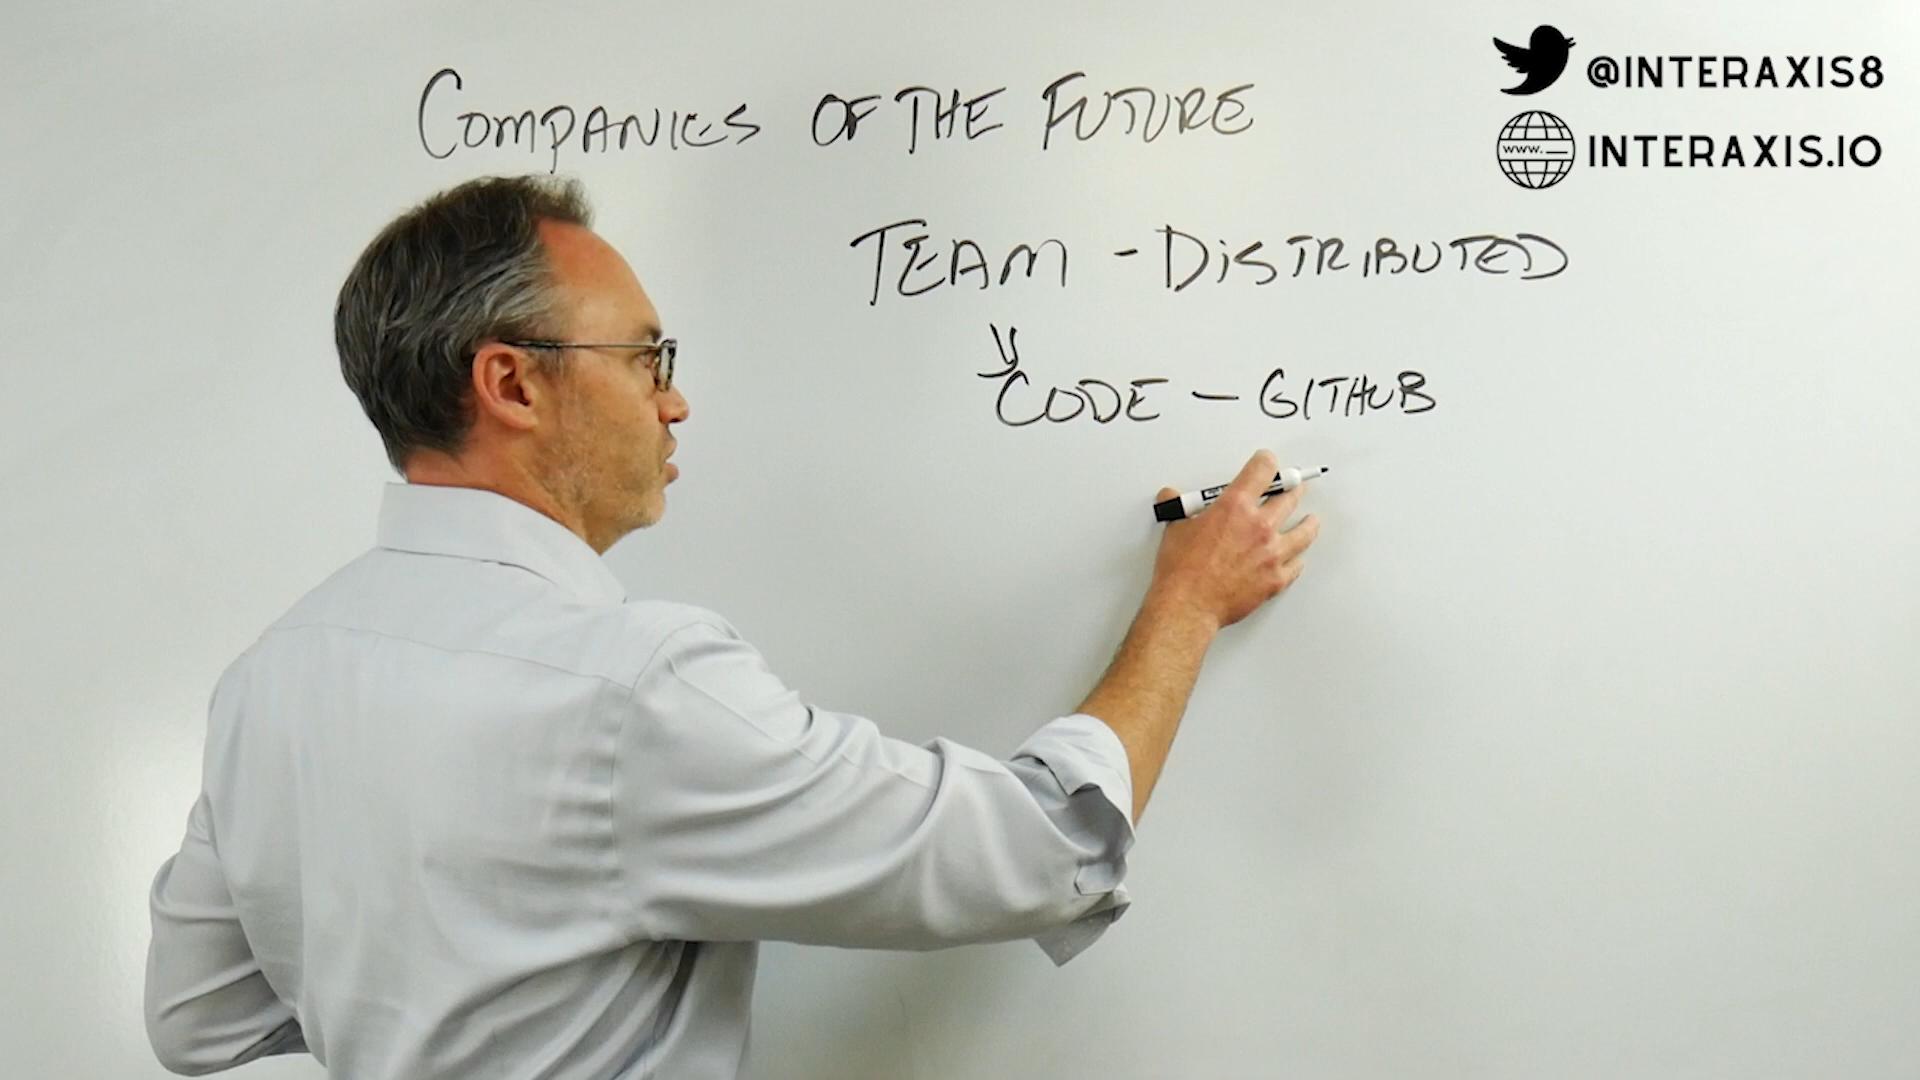 COMPANIES OF THE FUTURE
@INTERAXIS8
www.
INTERAXIS.IO
TEAM - DiSTRIBUTED
CODE - GITHUB